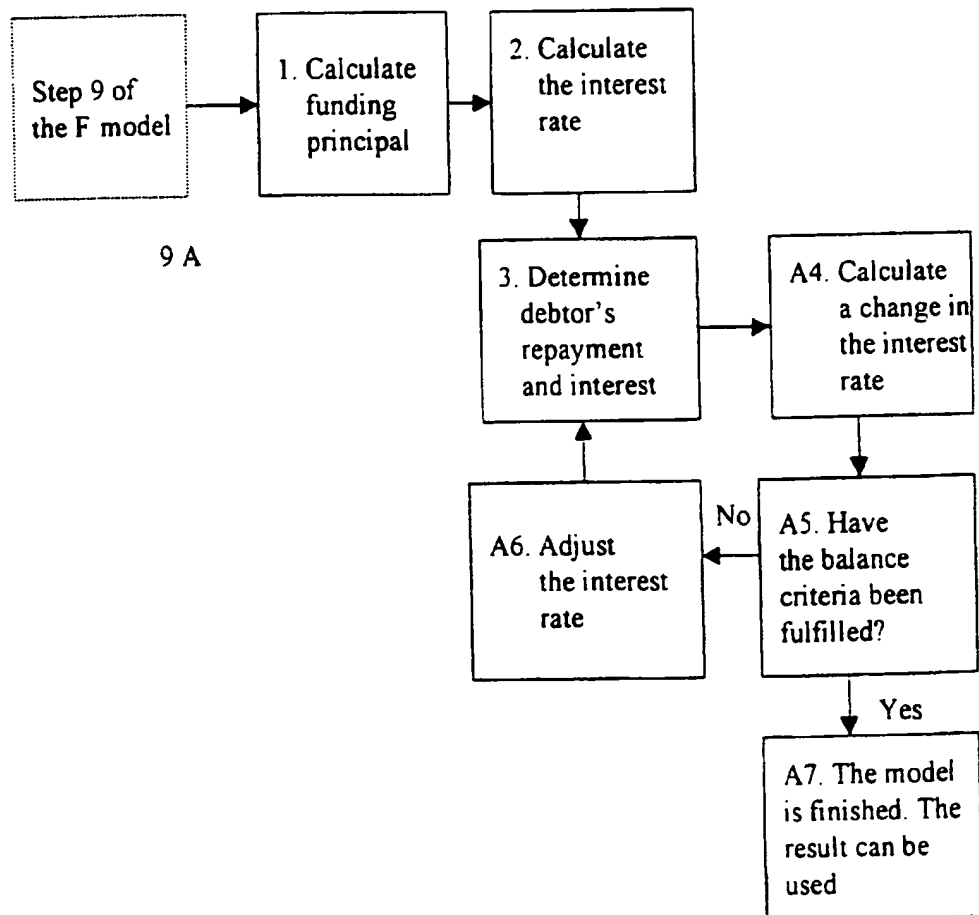 Step 9 of
the F model
1. Calculate
funding
principal
2. Calculate
the interest
rate
9 A
3. Determine
debtor's
repayment
and interest
A4. Calculate
a change in
the interest
rate
A5. Have
the balance
criteria been
fulfilled?
No
A6. Adjust
the interest
rate
Yes
A7. The model
is finished. The
result can be
used